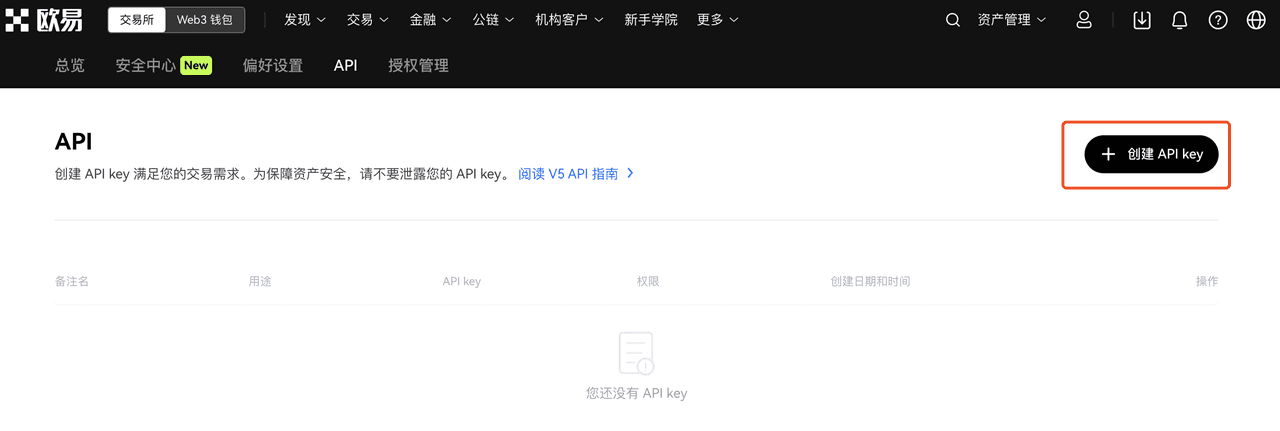 欧易 交易所 Web3 钱包 发现 交易 金融 公链 机构客户 新手学院 更多 资产管理
总览 安全中心 New 偏好设置 API 授权管理
API
创建 API key
创建 API key 满足您的交易需求。为保障资产安全，请不要泄露您的 API key。 阅读 V5 API 指南
备注名 用途 API key 权限 创建日期和时间 操作
您还没有 API key